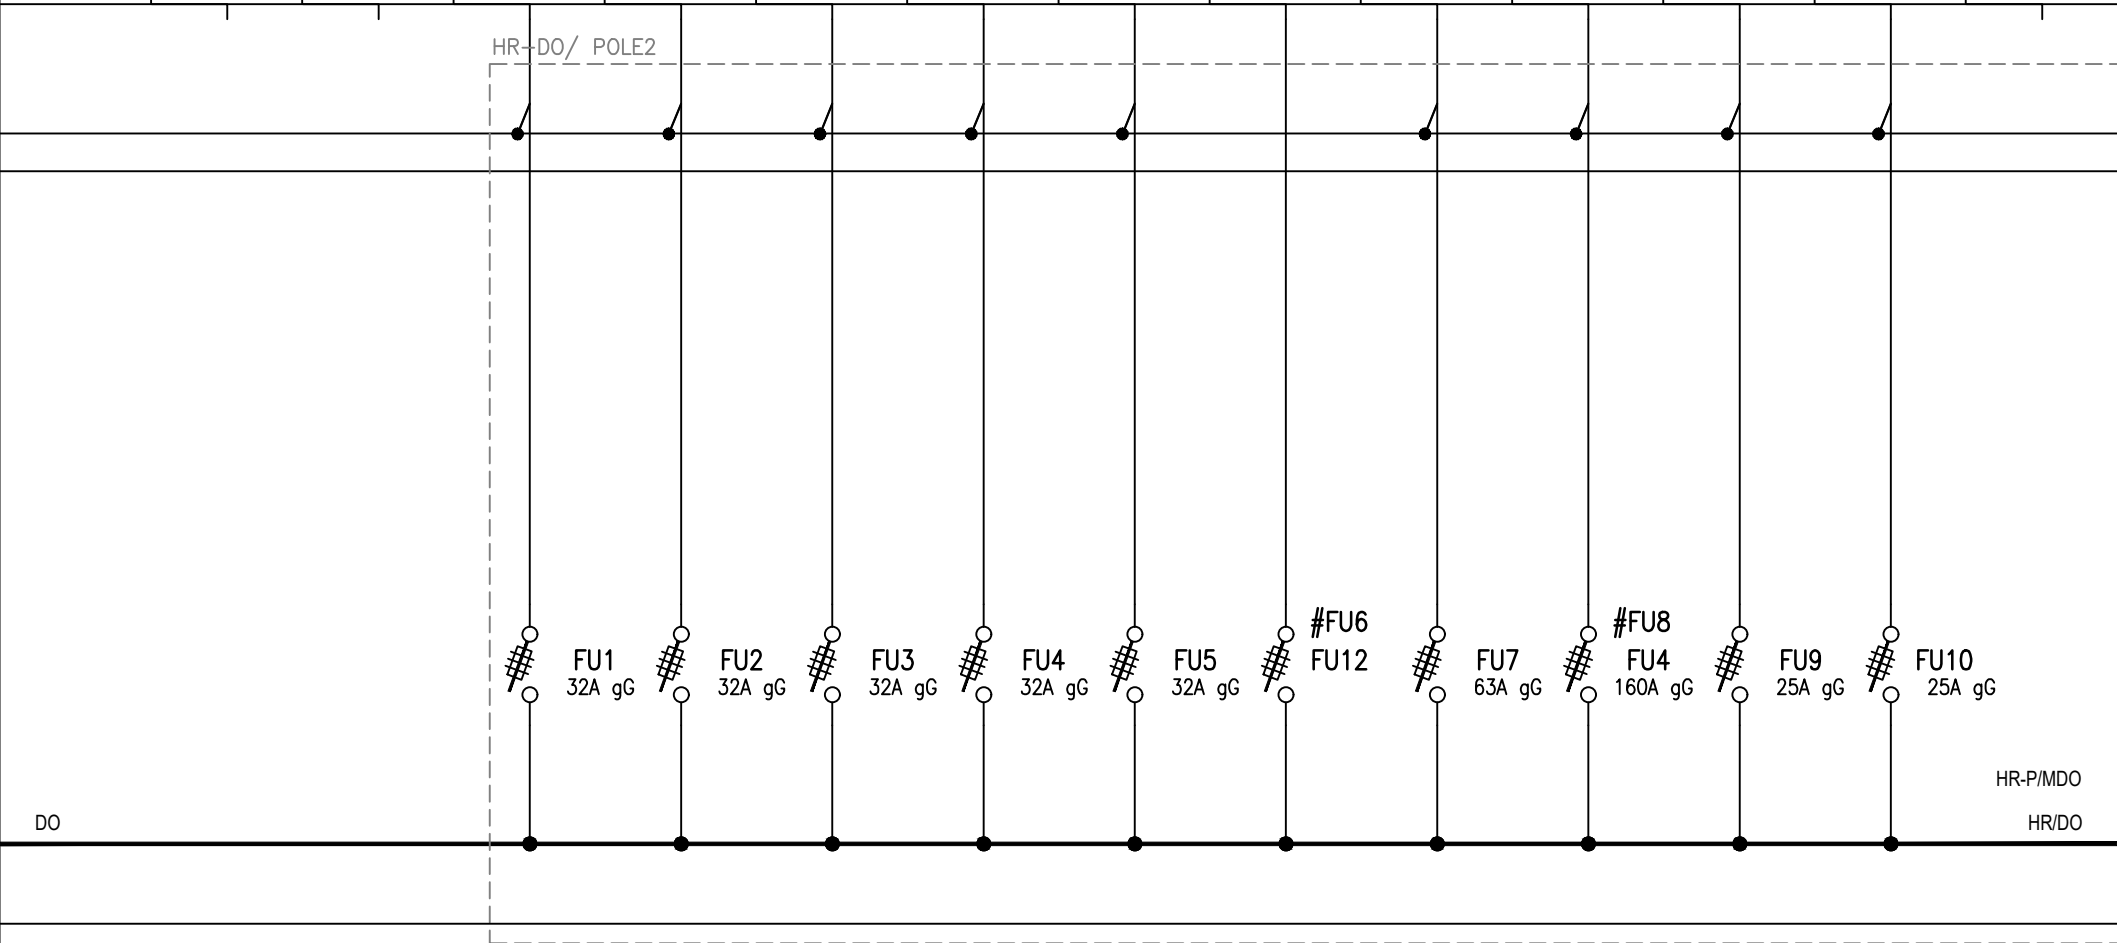 HR-DO/ POLE2
#FU6
#FU8
FU1
FU2
FU3
FU4
FU5
FU12
FU7
FU4
FU9
FU10
32A gG
32A gG
32A gG
32A gG
32A gG
63A gG
160A gG
25A gG
25A gG
HR-P/MDO
DO
HR/DO